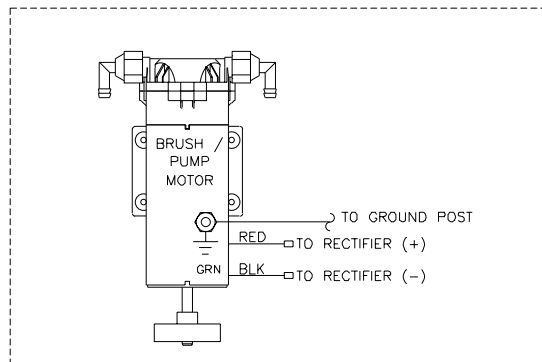 BRUSH /
PUMP
MOTOR
TO GROUND POST
RED
TO RECTIFIER (+)
GRN
BLK
TO RECTIFIER (-)